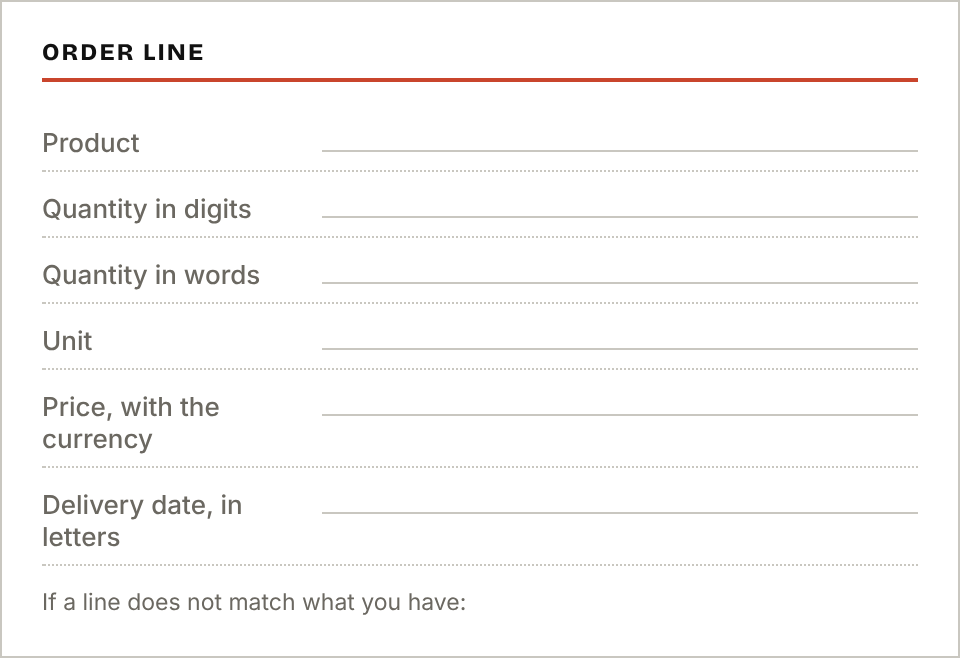 ORDER LINE
Product
Quantity in digits
Quantity in words
Unit
Price, with the
currency
Delivery date, in
letters
If a line does not match what you have: